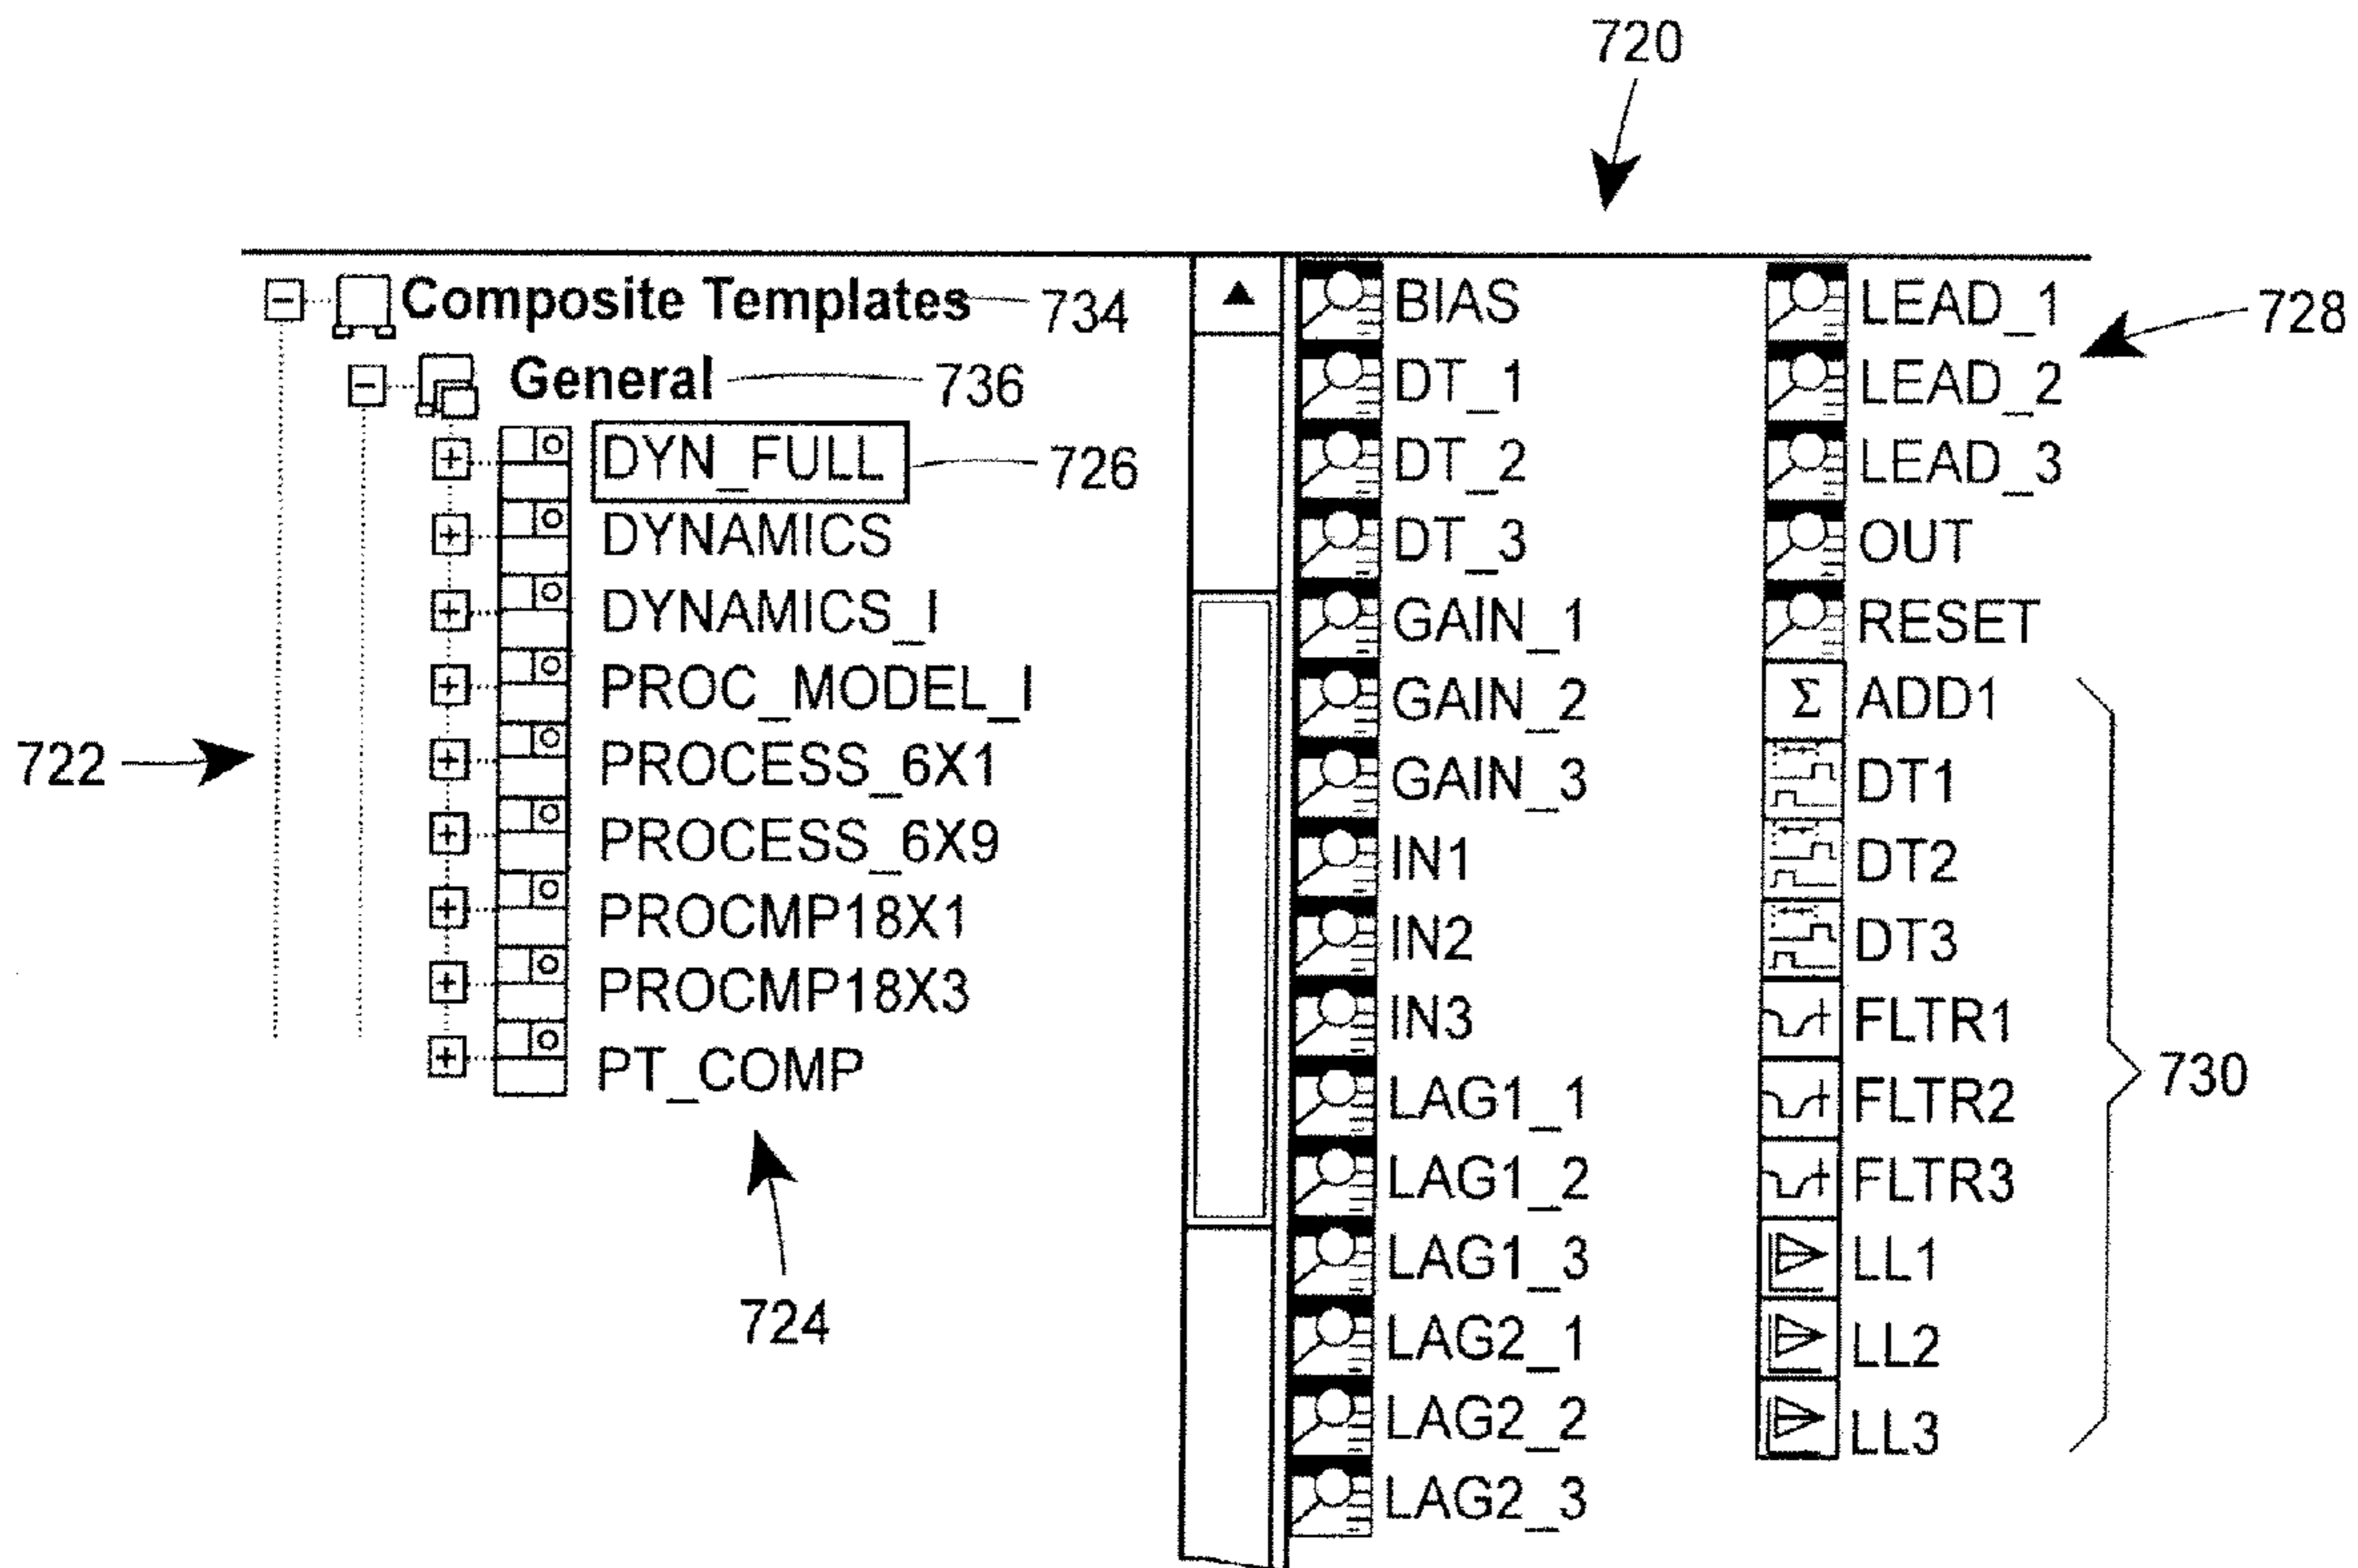 720
Composite Templates 734
General 736
DYN_FULL 726
DYNAMICS
DYNAMICS_I
PROC_MODEL_I
PROCESS_6X1
PROCESS_6X9
PROCMP18X1
PROCMP18X3
PT_COMP
722
724
BIAS
DT_1
DT_2
DT_3
GAIN_1
GAIN_2
GAIN_3
IN1
IN2
IN3
LAG1_1
LAG1_2
LAG1_3
LAG2_1
LAG2_2
LAG2_3
LEAD_1
LEAD_2
LEAD_3
OUT
RESET
Σ ADD1
DT1
DT2
DT3
FLTR1
FLTR2
FLTR3
LL1
LL2
LL3
728
730